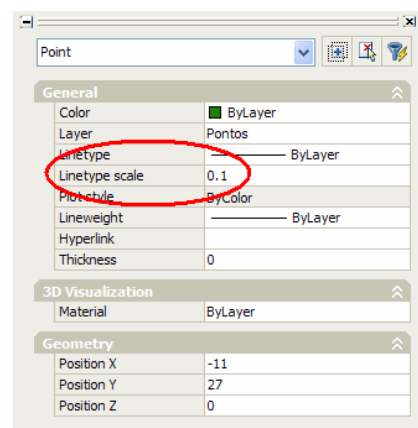 Point
General
Color ByLayer
Layer Pontos
Linetype ByLayer
Linetype scale 0.1
Plot style ByColor
Lineweight ByLayer
Hyperlink
Thickness 0
3D Visualization
Material ByLayer
Geometry
Position X -11
Position Y 27
Position Z 0